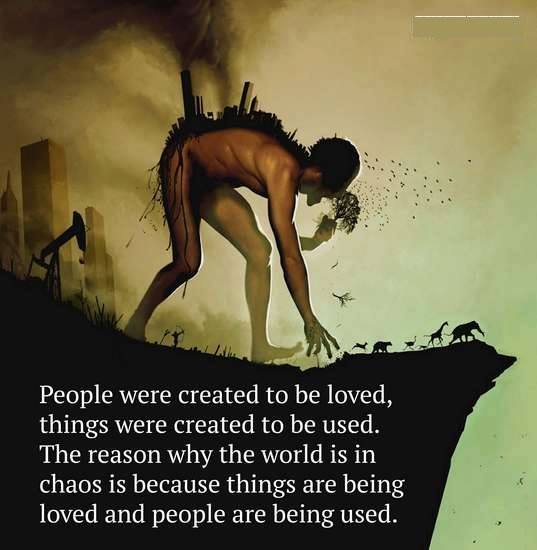 People were created to be loved,
things were created to be used.
The reason why the world is in
chaos is because things are being
loved and people are being used.